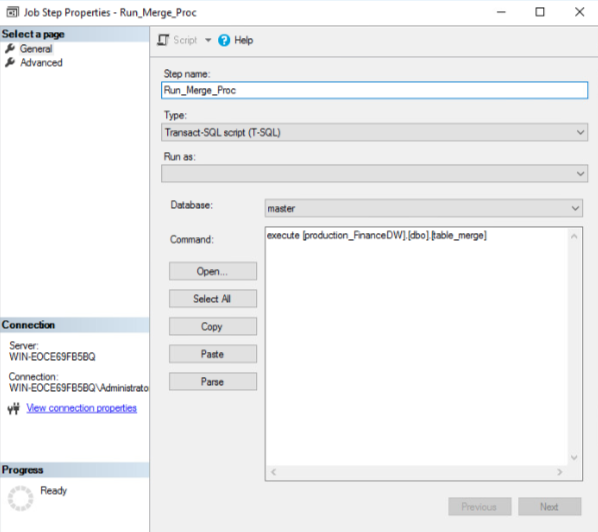 Job Step Properties - Run_Merge_Proc
Select a page
General
Advanced
Script
Help
Step name:
Run_Merge_Proc
Type:
Transact-SQL script (T-SQL)
Run as:
Database:
master
Command:
execute [production_FinanceDW].[dbo].[table_merge]
Open...
Select All
Copy
Paste
Parse
Connection
Server:
WIN-EOCE69FB5BQ
Connection:
WIN-EOCE69FB5BQ\Administrato
View connection properties
Progress
Ready
Previous
Next